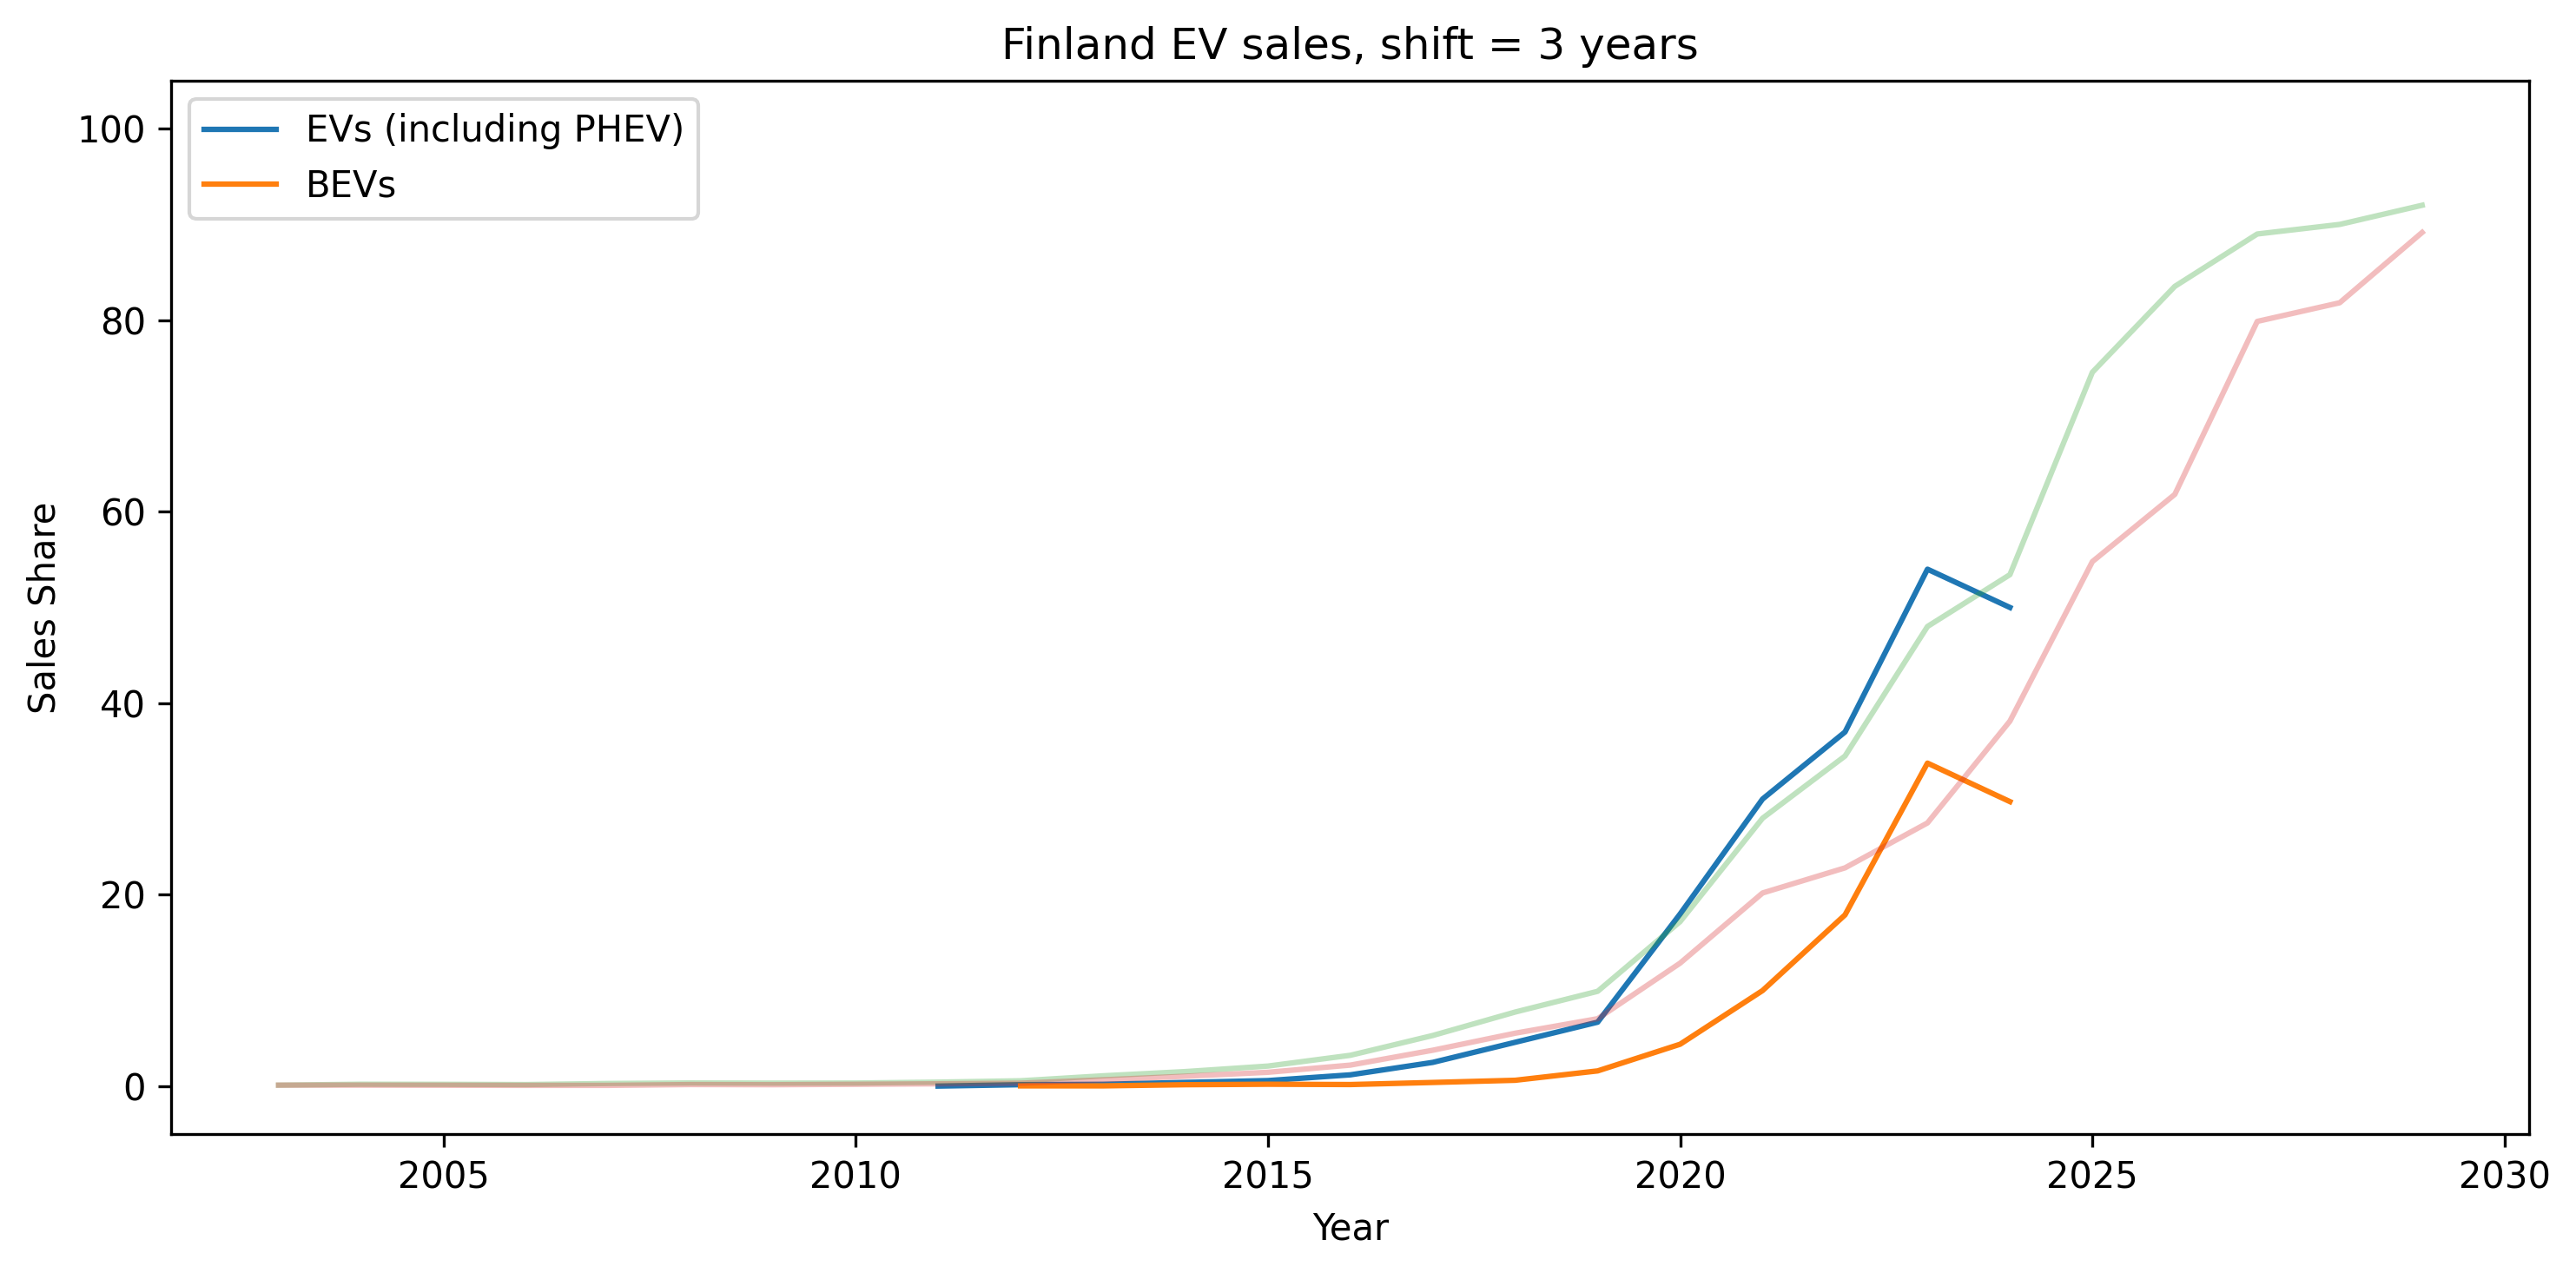 Finland EV sales, shift = 3 years
EVs (including PHEV)
BEVs
100
80
60
40
20
0
Sales Share
2005 2010 2015 2020 2025 2030
Year